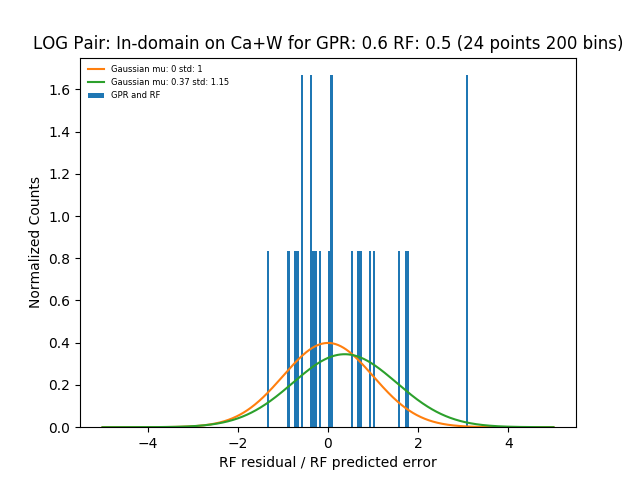 LOG Pair: In-domain on Ca+W for GPR: 0.6 RF: 0.5 (24 points 200 bins)
Gaussian mu: 0 std: 1
Gaussian mu: 0.37 std: 1.15
GPR and RF
Normalized Counts
1.6
1.4
1.2
1.0
0.8
0.6
0.4
0.2
0.0
−4 −2 0 2 4
RF residual / RF predicted error